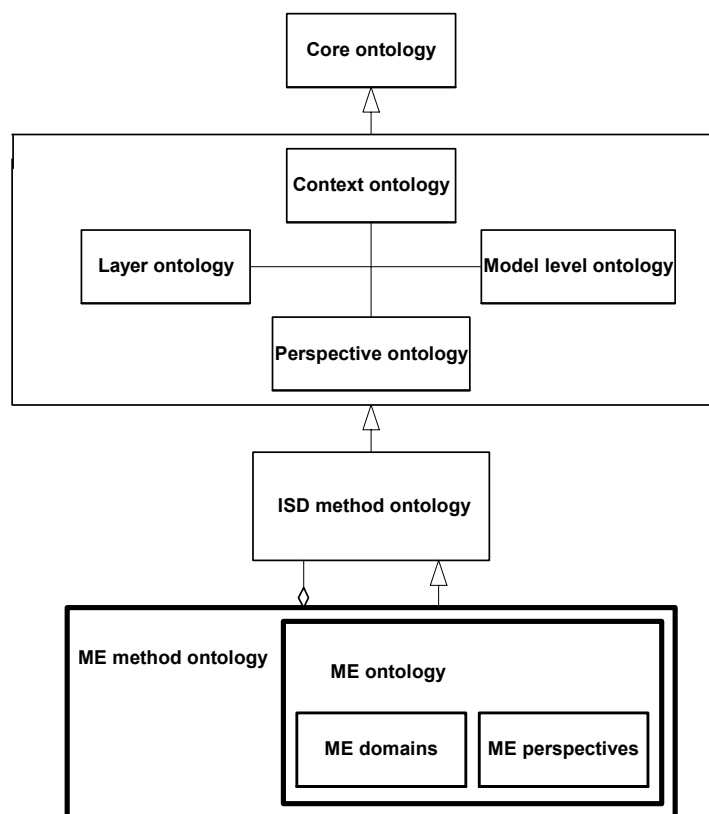 Core ontology
Context ontology
Layer ontology
Model level ontology
Perspective ontology
ISD method ontology
ME method ontology
ME ontology
ME domains
ME perspectives